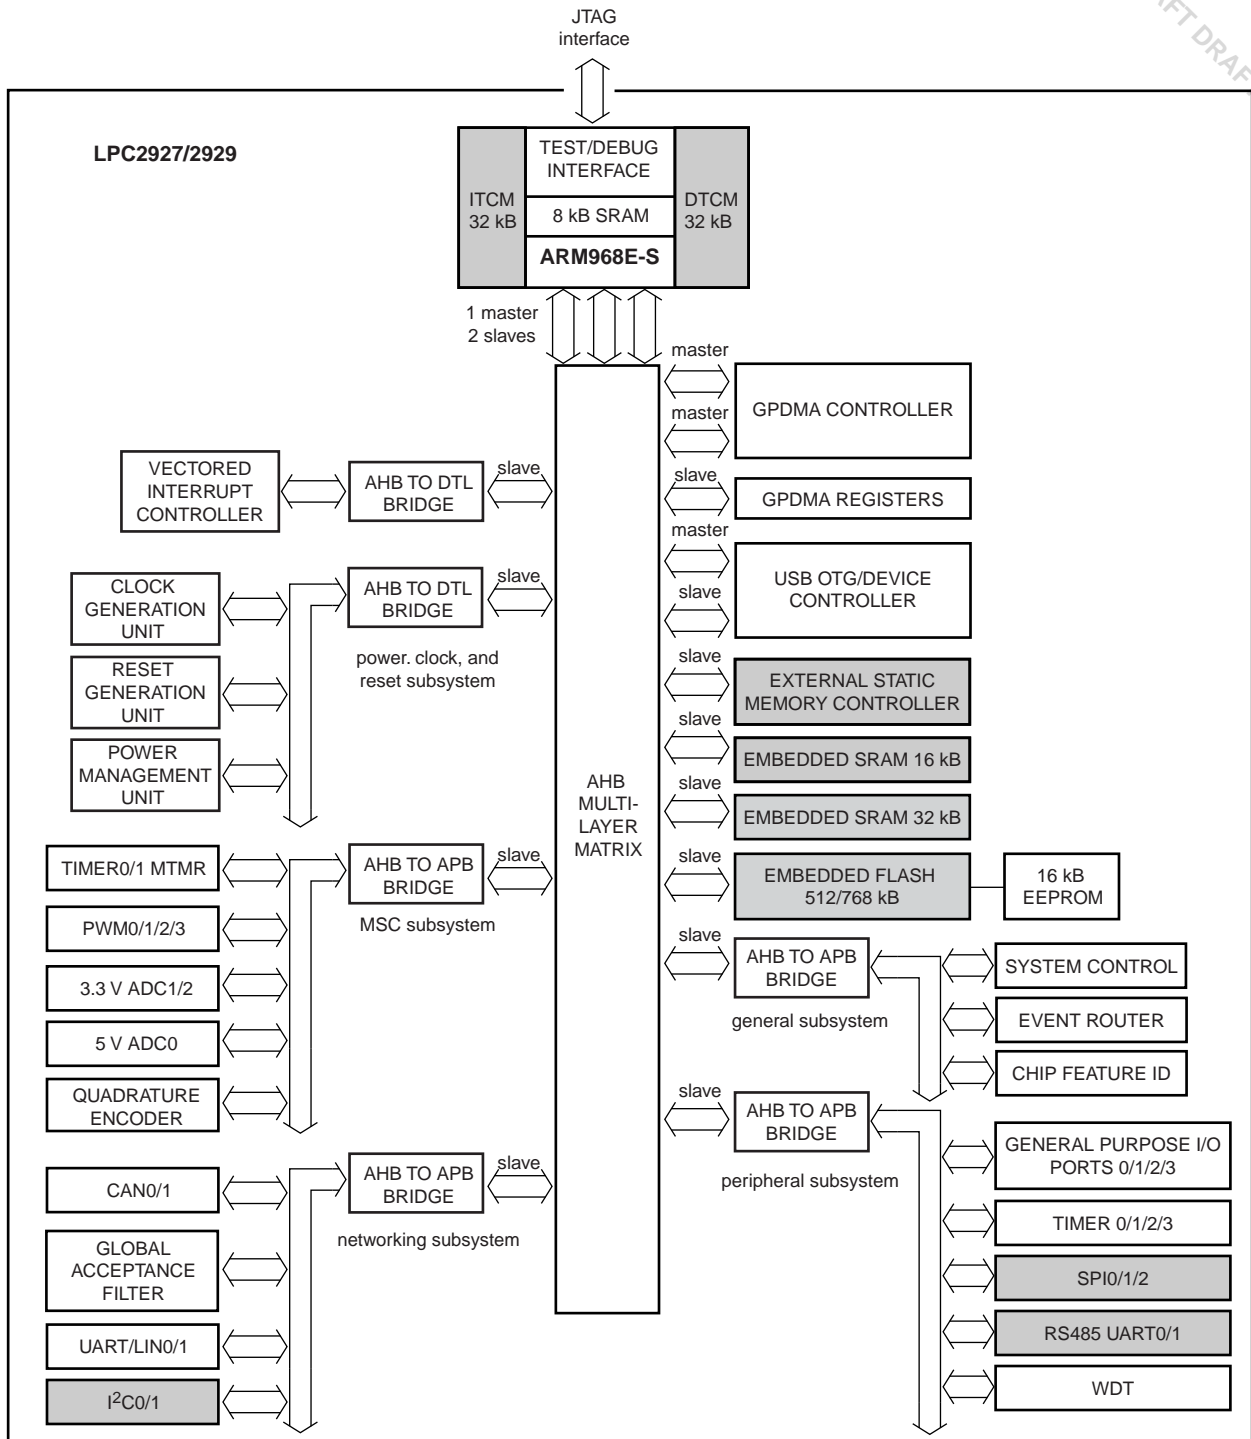 JTAG
interface
DRAFT DRAF
LPC2927/2929
TEST/DEBUG
INTERFACE
ITCM
32 kB
DTCM
32 kB
8 kB SRAM
ARM968E-S
1 master
2 slaves
master
GPDMA CONTROLLER
master
VECTORED
INTERRUPT
CONTROLLER
AHB TO DTL
BRIDGE
slave
slave
GPDMA REGISTERS
master
USB OTG/DEVICE
CONTROLLER
slave
CLOCK
GENERATION
UNIT
AHB TO DTL
BRIDGE
slave
power. clock, and
reset subsystem
RESET
GENERATION
UNIT
POWER
MANAGEMENT
UNIT
slave
EXTERNAL STATIC
MEMORY CONTROLLER
slave
EMBEDDED SRAM 16 kB
AHB
MULTI-
LAYER
MATRIX
slave
EMBEDDED SRAM 32 kB
TIMER0/1 MTMR
AHB TO APB
BRIDGE
slave
MSC subsystem
slave
EMBEDDED FLASH
512/768 kB
16 kB
EEPROM
PWM0/1/2/3
3.3 V ADC1/2
5 V ADC0
QUADRATURE
ENCODER
slave
AHB TO APB
BRIDGE
general subsystem
SYSTEM CONTROL
EVENT ROUTER
CHIP FEATURE ID
slave
AHB TO APB
BRIDGE
peripheral subsystem
GENERAL PURPOSE I/O
PORTS 0/1/2/3
TIMER 0/1/2/3
SPI0/1/2
RS485 UART0/1
WDT
CAN0/1
AHB TO APB
BRIDGE
slave
networking subsystem
GLOBAL
ACCEPTANCE
FILTER
UART/LIN0/1
I2C0/1